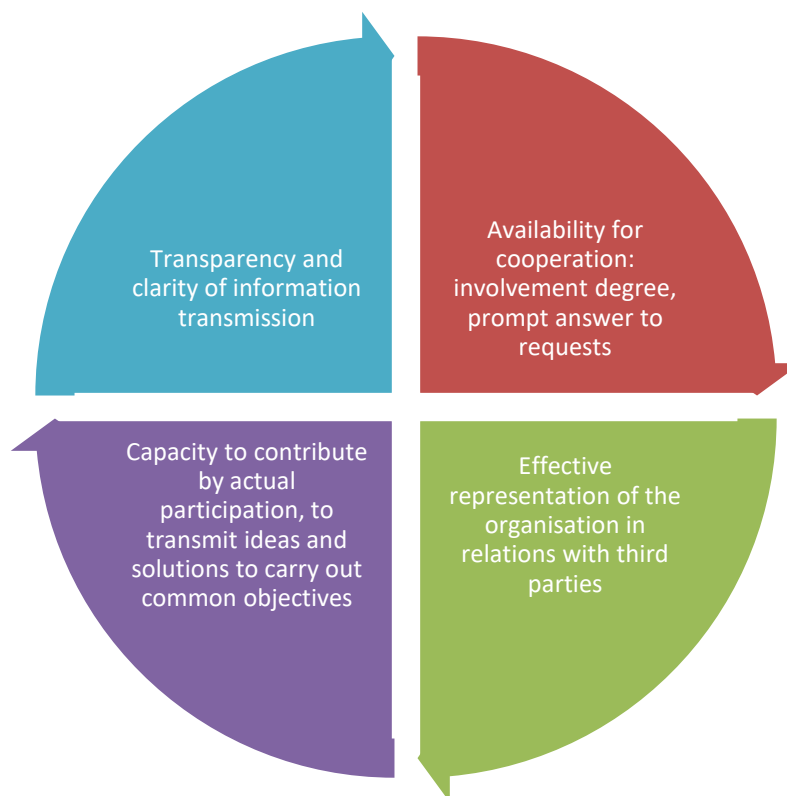 Transparency and
clarity of information
transmission
Availability for
cooperation:
involvement degree,
prompt answer to
requests
Capacity to contribute
by actual
participation, to
transmit ideas and
solutions to carry out
common objectives
Effective
representation of the
organisation in
relations with third
parties